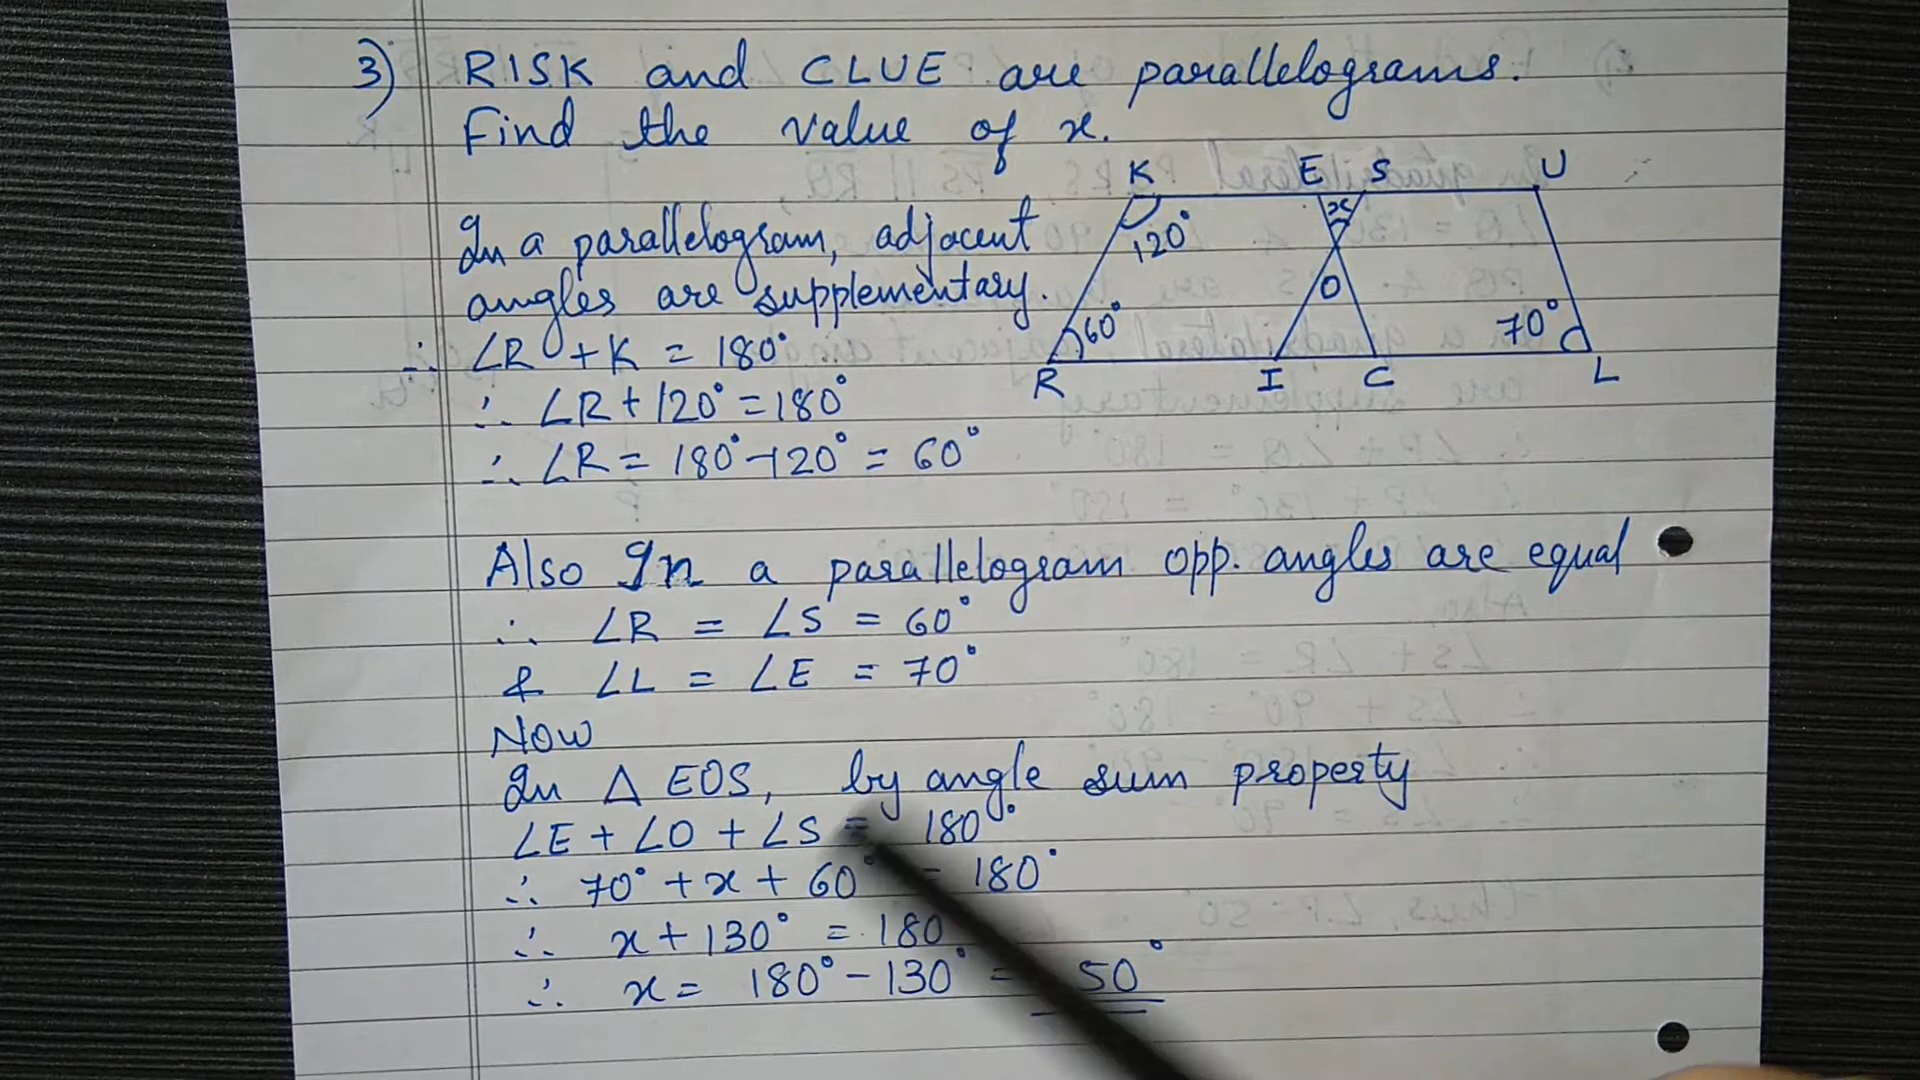 3) RISK and CLUE are parallelograms.
Find the value of x.
K E S U
x
120°
O
60°
70°
R I C L
In a parallelogram, adjacent
angles are supplementary.
∴ ∠R + K = 180°
∴ ∠R + 120° = 180°
∴ ∠R = 180° - 120° = 60°
Also In a parallelogram opp. angles are equal
∴ ∠R = ∠S = 60°
& ∠L = ∠E = 70°
Now
In △ EOS, by angle sum property
∠E + ∠O + ∠S = 180°
∴ 70° + x + 60° = 180°
∴ x + 130° = 180
∴ x = 180° - 130° = 50°